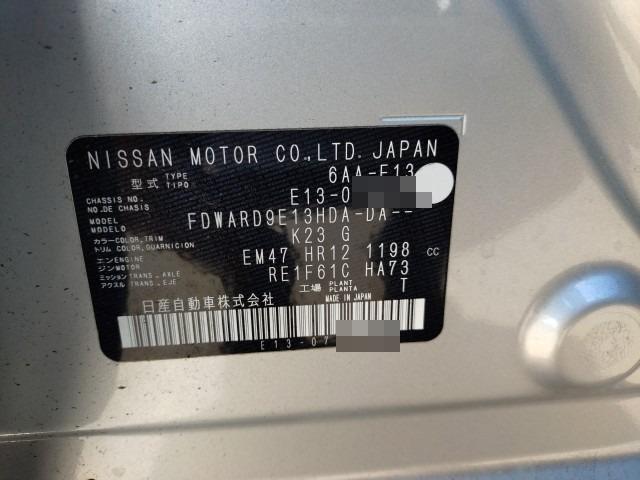 NISSAN MOTOR CO.,LTD. JAPAN
型式 TYPE TIPO 6AA-E13
CHASSIS NO. NO.DE CHASIS E13-0
MODEL MODELO FDWARD9E13HDA-DA--
カラー COLOR,TRIM トリム COLOR,GUARNICION K23 G
エンジン ENGINE MOTOR EM47 HR12 1198 CC
ミッション TRANS. AXLE アクスル TRANS.,EJE RE1F61C HA73
工場 PLANT PLANTA T
日産自動車株式会社 MADE IN JAPAN
E13-07